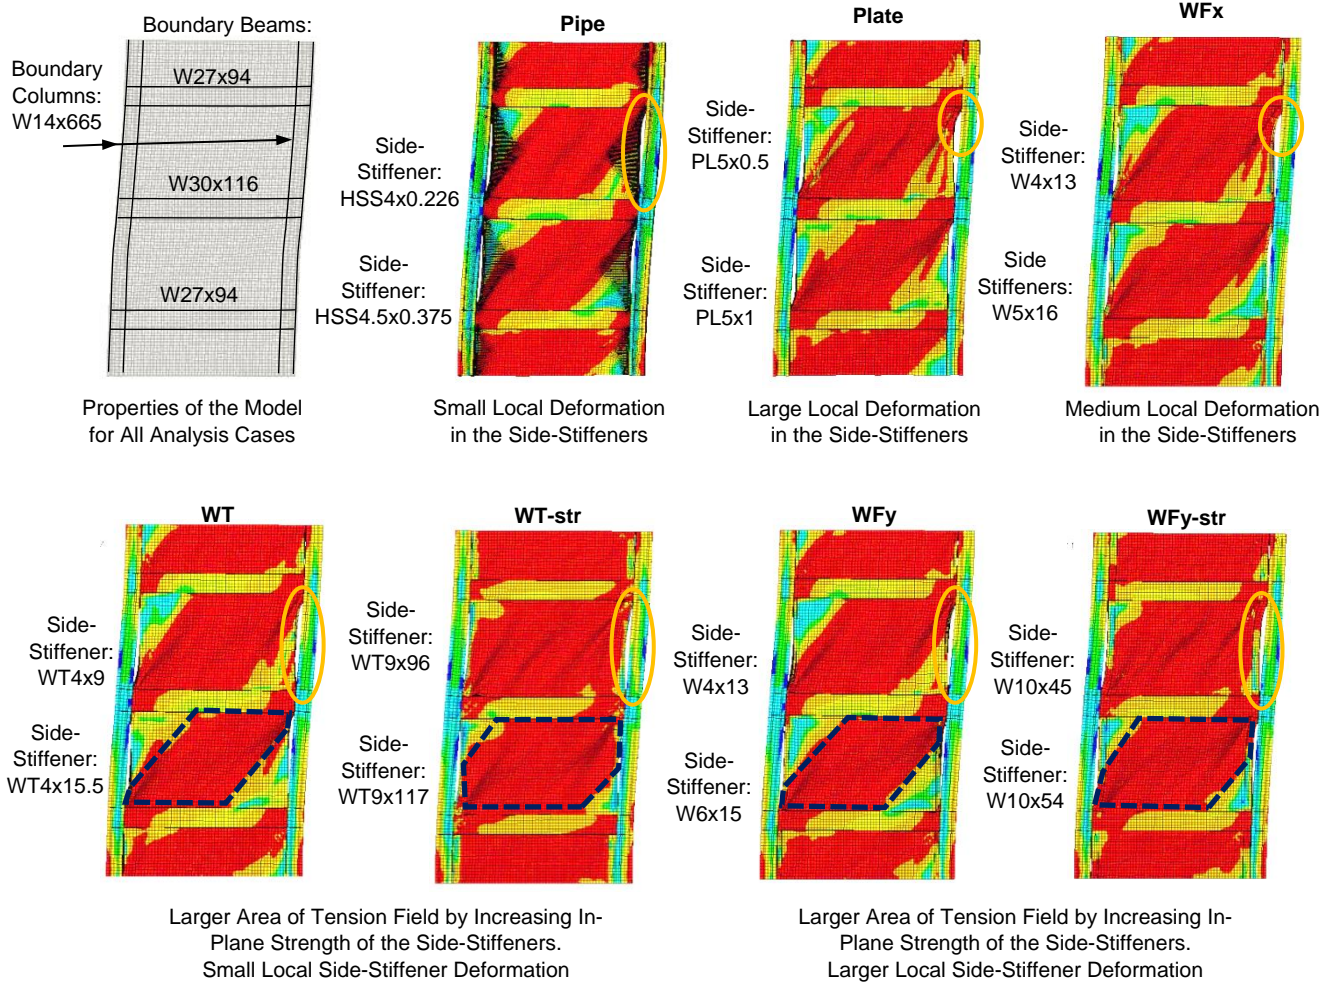 Boundary Beams:
Boundary
Columns:
W14x665
W27x94
W30x116
W27x94
Properties of the Model
for All Analysis Cases
Pipe
Side-
Stiffener:
HSS4x0.226
Side-
Stiffener:
HSS4.5x0.375
Small Local Deformation
in the Side-Stiffeners
Plate
Side-
Stiffener:
PL5x0.5
Side-
Stiffener:
PL5x1
Large Local Deformation
in the Side-Stiffeners
WFx
Side-
Stiffener:
W4x13
Side
Stiffeners:
W5x16
Medium Local Deformation
in the Side-Stiffeners
WT
Side-
Stiffener:
WT4x9
Side-
Stiffener:
WT4x15.5
WT-str
Side-
Stiffener:
WT9x96
Side-
Stiffener:
WT9x117
Larger Area of Tension Field by Increasing In-
Plane Strength of the Side-Stiffeners.
Small Local Side-Stiffener Deformation
WFy
Side-
Stiffener:
W4x13
Side-
Stiffener:
W6x15
WFy-str
Side-
Stiffener:
W10x45
Side-
Stiffener:
W10x54
Larger Area of Tension Field by Increasing In-
Plane Strength of the Side-Stiffeners.
Larger Local Side-Stiffener Deformation